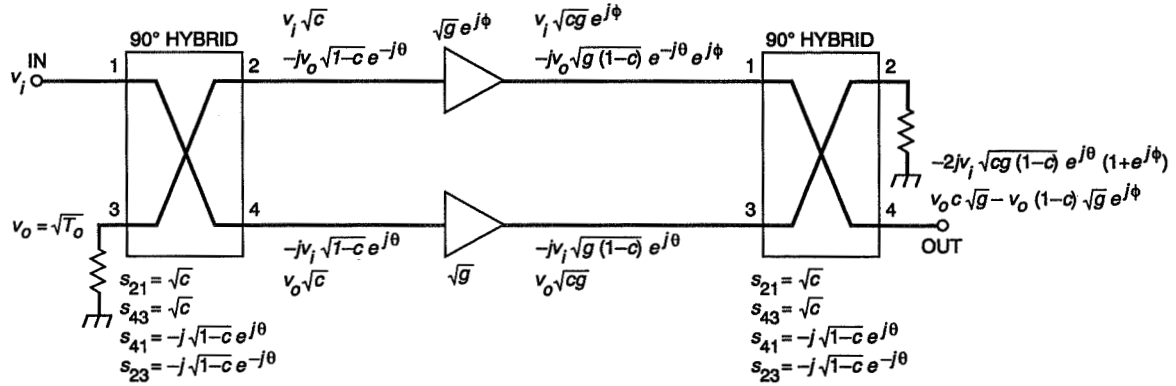 90° HYBRID
IN
v_i
1
2
3
4
v_o = √T_o
s_21 = √c
s_43 = √c
s_41 = -j √1-c e^jθ
s_23 = -j √1-c e^-jθ
v_i √c
-jv_o √1-c e^-jθ
√g e^jφ
v_i √cg e^jφ
-jv_o √g (1-c) e^-jθ e^jφ
-jv_i √1-c e^jθ
v_o √c
√g
-jv_i √g (1-c) e^jθ
v_o √cg
90° HYBRID
1
2
3
4
-2jv_i √cg (1-c) e^jθ (1+e^jφ)
v_o c √g - v_o (1-c) √g e^jφ
OUT
s_21 = √c
s_43 = √c
s_41 = -j √1-c e^jθ
s_23 = -j √1-c e^-jθ